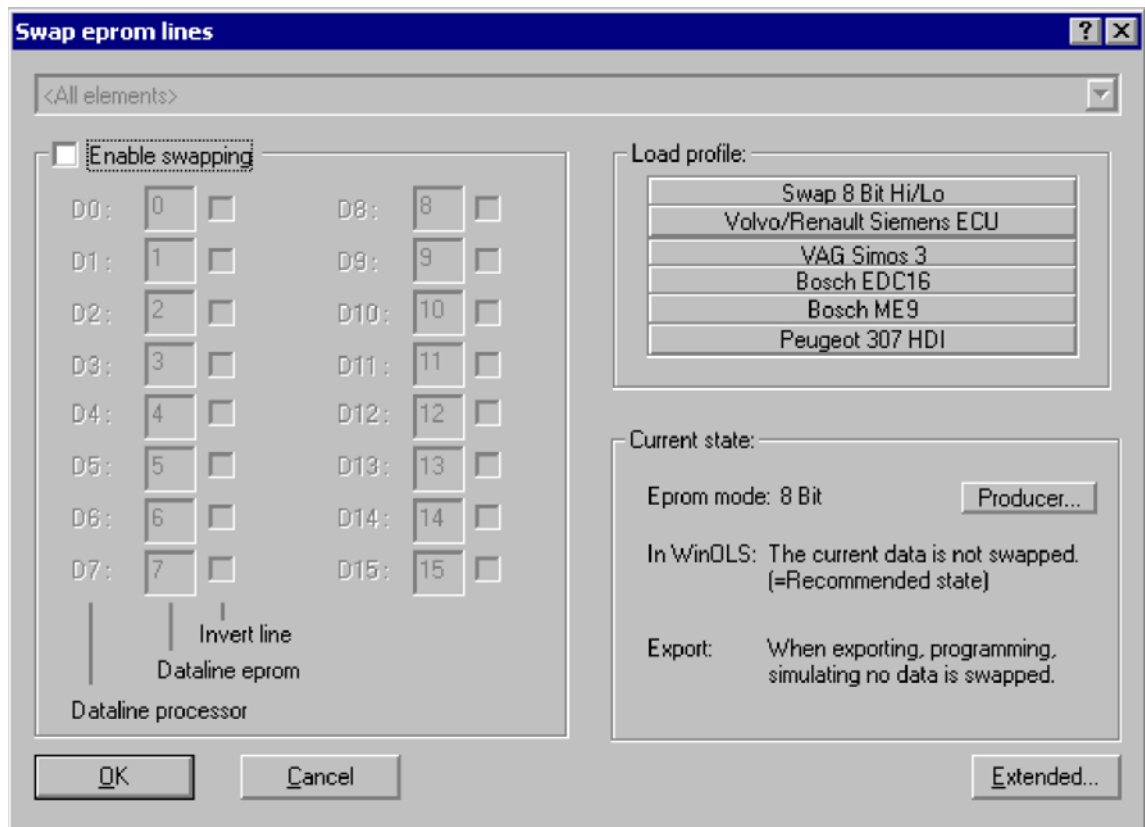 Swap eprom lines
<All elements>
Enable swapping
D0: 0 D8: 8
D1: 1 D9: 9
D2: 2 D10: 10
D3: 3 D11: 11
D4: 4 D12: 12
D5: 5 D13: 13
D6: 6 D14: 14
D7: 7 D15: 15
Invert line
Dataline eprom
Dataline processor
Load profile:
Swap 8 Bit Hi/Lo
Volvo/Renault Siemens ECU
VAG Simos 3
Bosch EDC16
Bosch ME9
Peugeot 307 HDI
Current state:
Eprom mode: 8 Bit Producer...
In WinOLS: The current data is not swapped.
(=Recommended state)
Export: When exporting, programming,
simulating no data is swapped.
OK Cancel Extended...